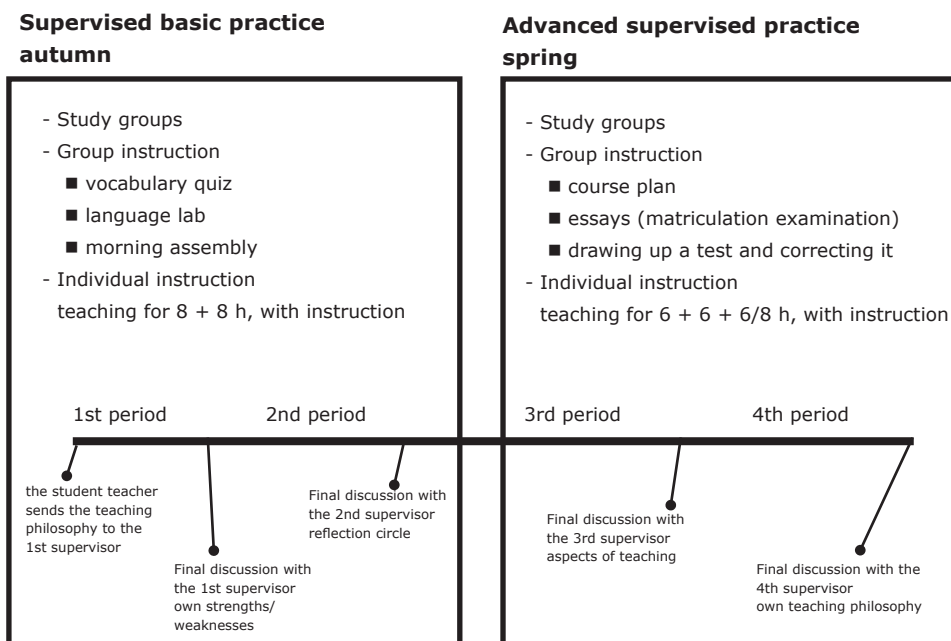 Supervised basic practice
autumn
- Study groups
- Group instruction
■ vocabulary quiz
■ language lab
■ morning assembly
- Individual instruction
teaching for 8 + 8 h, with instruction
Advanced supervised practice
spring
- Study groups
- Group instruction
■ course plan
■ essays (matriculation examination)
■ drawing up a test and correcting it
- Individual instruction
teaching for 6 + 6 + 6/8 h, with instruction
1st period
2nd period
3rd period
4th period
the student teacher
sends the teaching
philosophy to the
1st supervisor
Final discussion with
the 1st supervisor
own strengths/
weaknesses
Final discussion with
the 2nd supervisor
reflection circle
Final discussion with
the 3rd supervisor
aspects of teaching
Final discussion with the
4th supervisor
own teaching philosophy